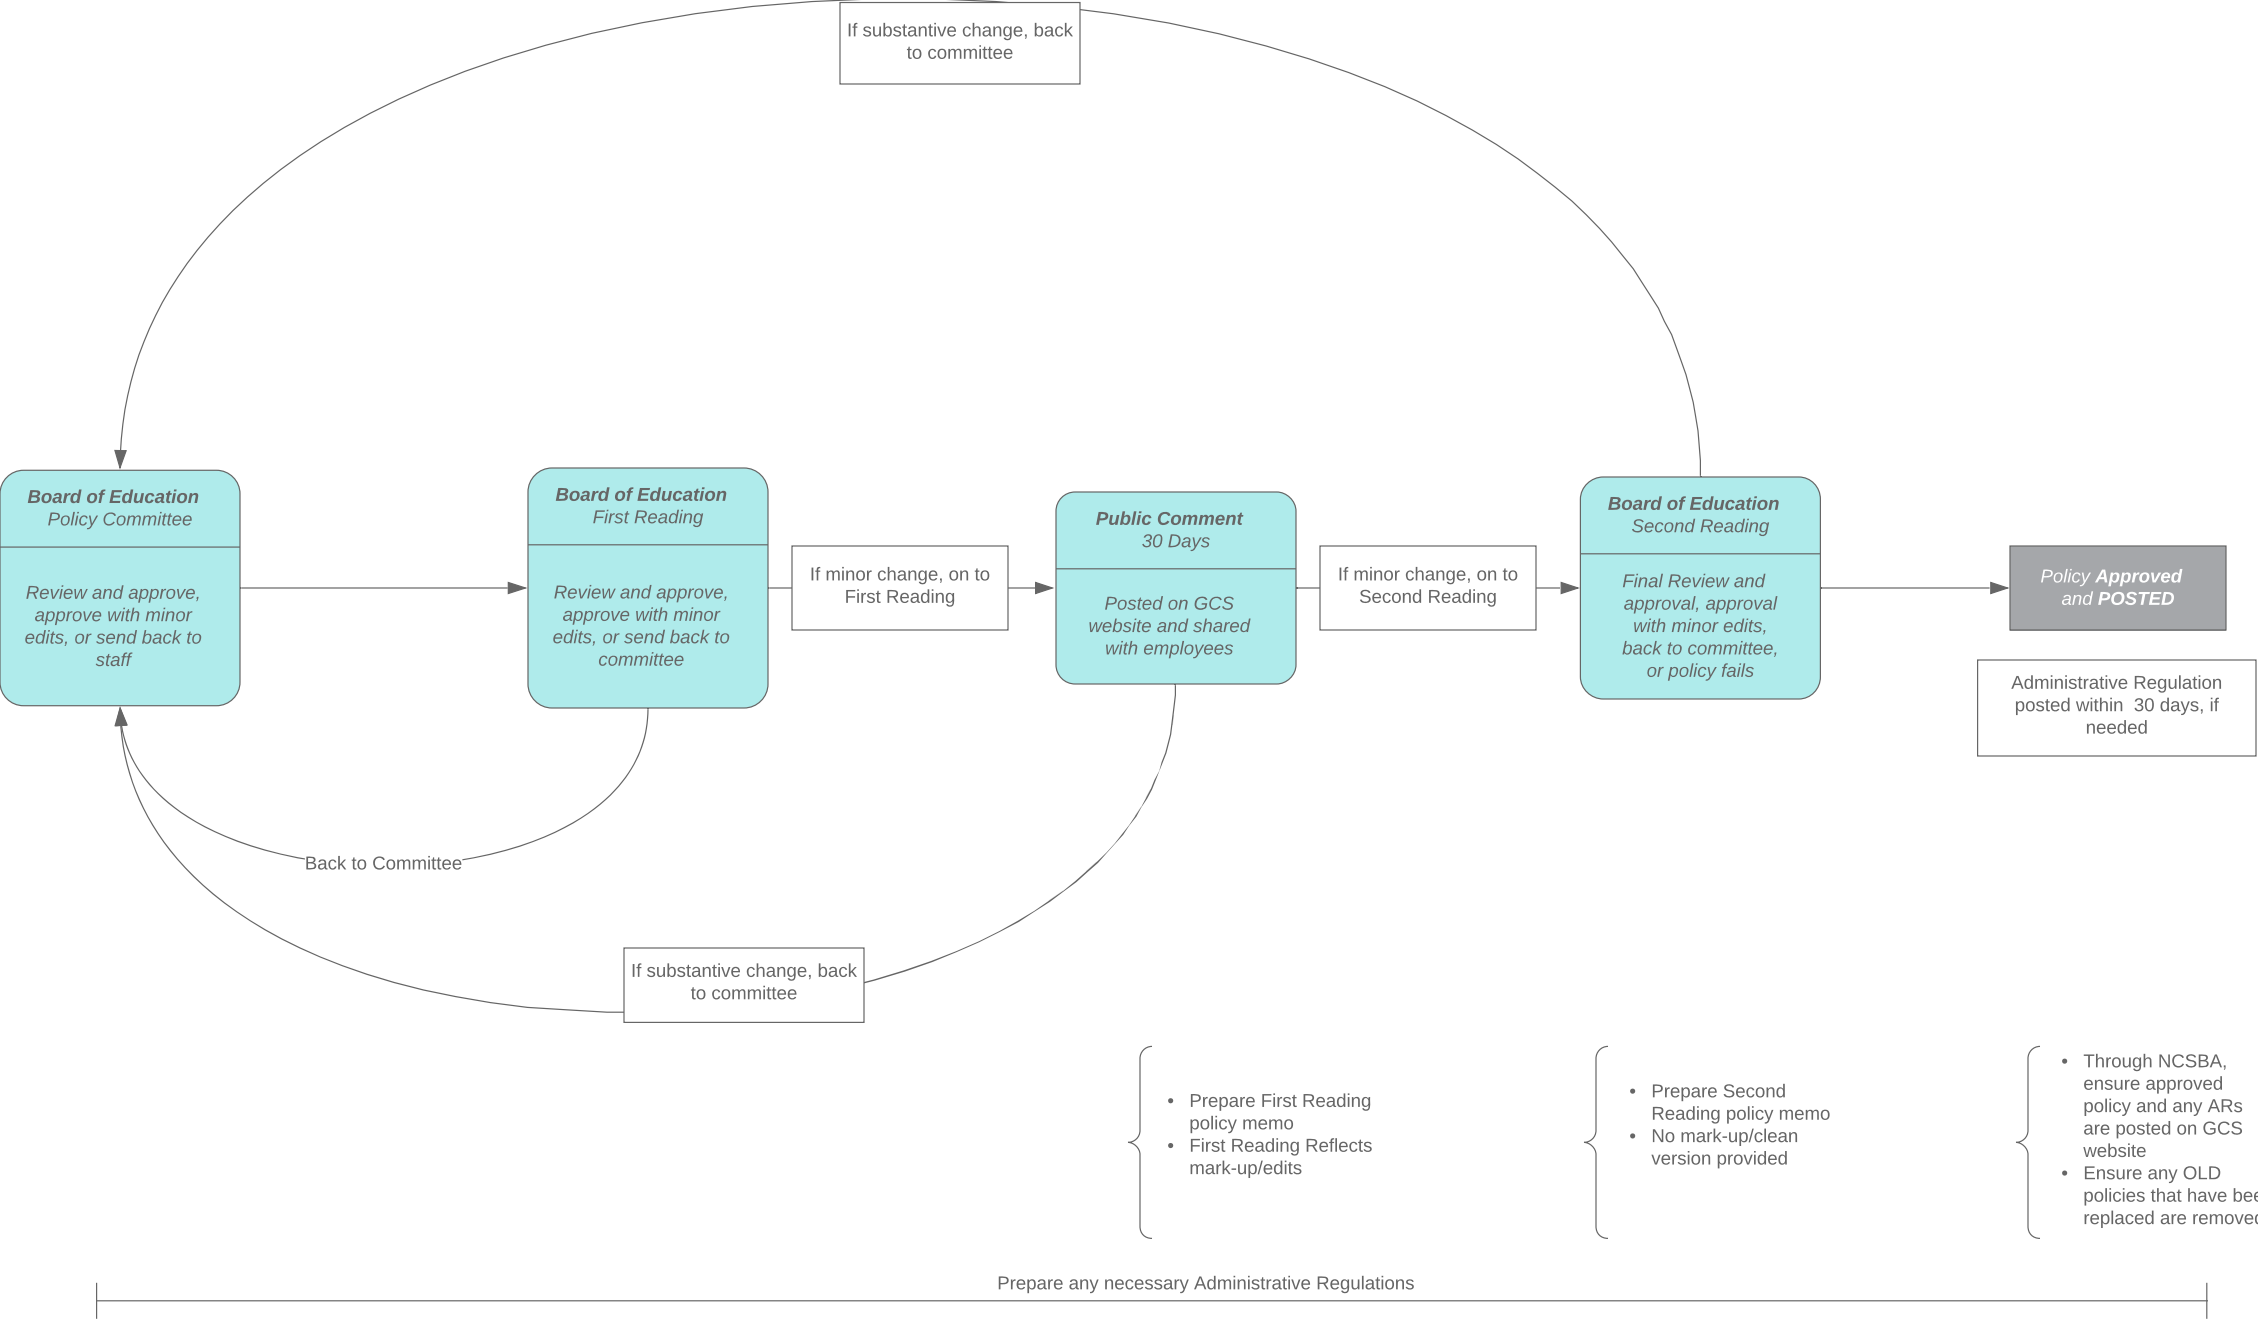 If substantive change, back
to committee
Board of Education
Policy Committee
Review and approve,
approve with minor
edits, or send back to
staff
Board of Education
First Reading
Review and approve,
approve with minor
edits, or send back to
committee
If minor change, on to
First Reading
Public Comment
30 Days
Posted on GCS
website and shared
with employees
If minor change, on to
Second Reading
Board of Education
Second Reading
Final Review and
approval, approval
with minor edits,
back to committee,
or policy fails
Policy Approved
and POSTED
Administrative Regulation
posted within 30 days, if
needed
Back to Committee
If substantive change, back
to committee
• Prepare First Reading
policy memo
• First Reading Reflects
mark-up/edits
• Prepare Second
Reading policy memo
• No mark-up/clean
version provided
• Through NCSBA,
ensure approved
policy and any ARs
are posted on GCS
website
• Ensure any OLD
policies that have bee
replaced are remove
Prepare any necessary Administrative Regulations